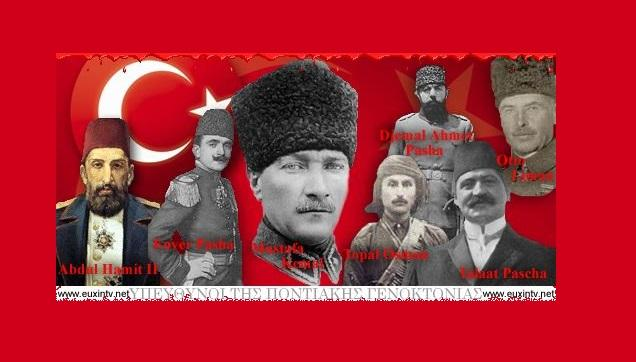 Djemal Ahmet
Pasha
Otto
Abdul Hamit II
Enver Pasha
Mustafa
Kemal
Topal Osman
Talaat Pascha
www.euxintv.net ΥΠΕΥΘΥΝΟΙ ΤΗΣ ΠΟΝΤΙΑΚΗΣ ΓΕΝΟΚΤΟΝΙΑΣ www.euxintv.net